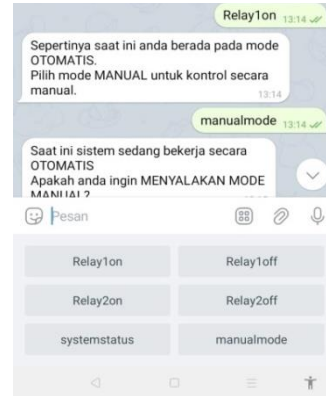 Relay1on 13:14
Sepertinya saat ini anda berada pada mode
OTOMATIS.
Pilih mode MANUAL untuk kontrol secara
manual. 13:14
manualmode 13:14
Saat ini sistem sedang bekerja secara
OTOMATIS
Apakah anda ingin MENYALAKAN MODE
MANUAL?
Pesan
Relay1on Relay1off
Relay2on Relay2off
systemstatus manualmode